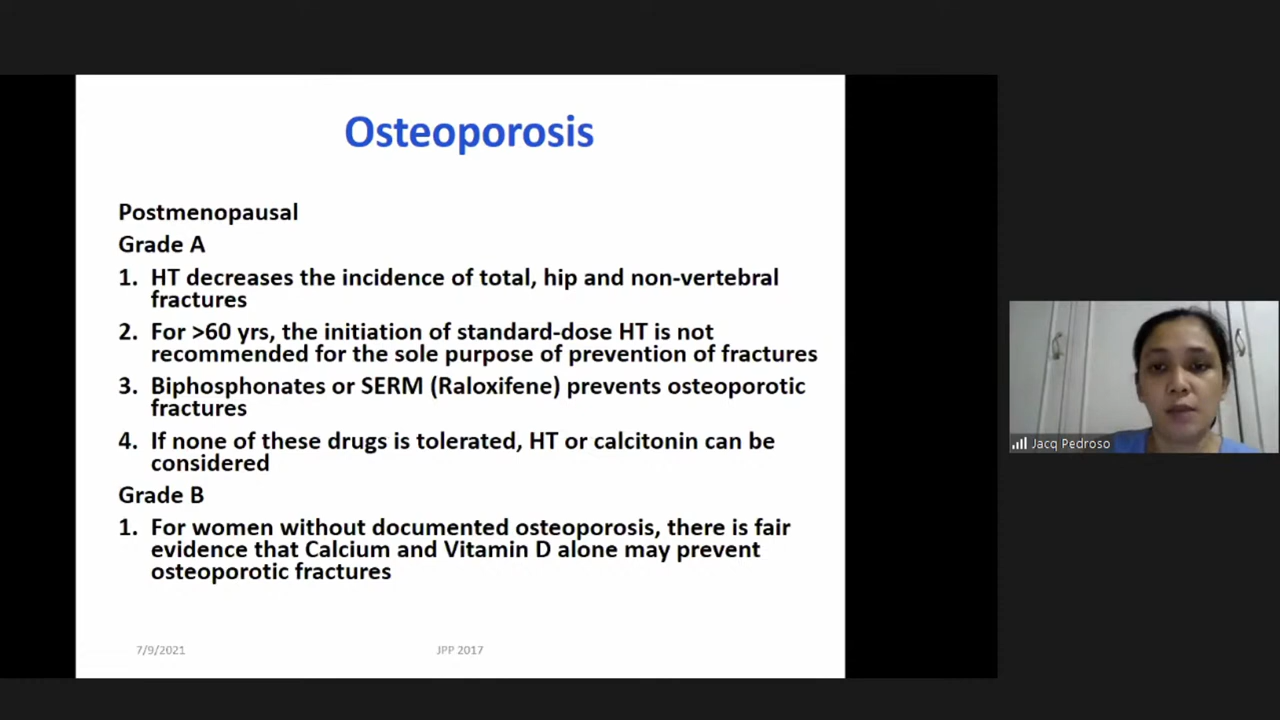 Osteoporosis
Postmenopausal
Grade A
1. HT decreases the incidence of total, hip and non-vertebral
fractures
2. For >60 yrs, the initiation of standard-dose HT is not
recommended for the sole purpose of prevention of fractures
3. Biphosphonates or SERM (Raloxifene) prevents osteoporotic
fractures
4. If none of these drugs is tolerated, HT or calcitonin can be
considered
Grade B
1. For women without documented osteoporosis, there is fair
evidence that Calcium and Vitamin D alone may prevent
osteoporotic fractures
7/9/2021
JPP 2017
Jacq Pedroso